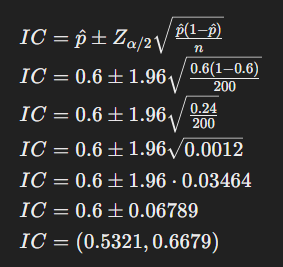 IC = p̂ ± Z_{α/2} √(p̂(1−p̂)/n)
IC = 0.6 ± 1.96 √(0.6(1−0.6)/200)
IC = 0.6 ± 1.96 √(0.24/200)
IC = 0.6 ± 1.96√0.0012
IC = 0.6 ± 1.96 · 0.03464
IC = 0.6 ± 0.06789
IC = (0.5321, 0.6679)